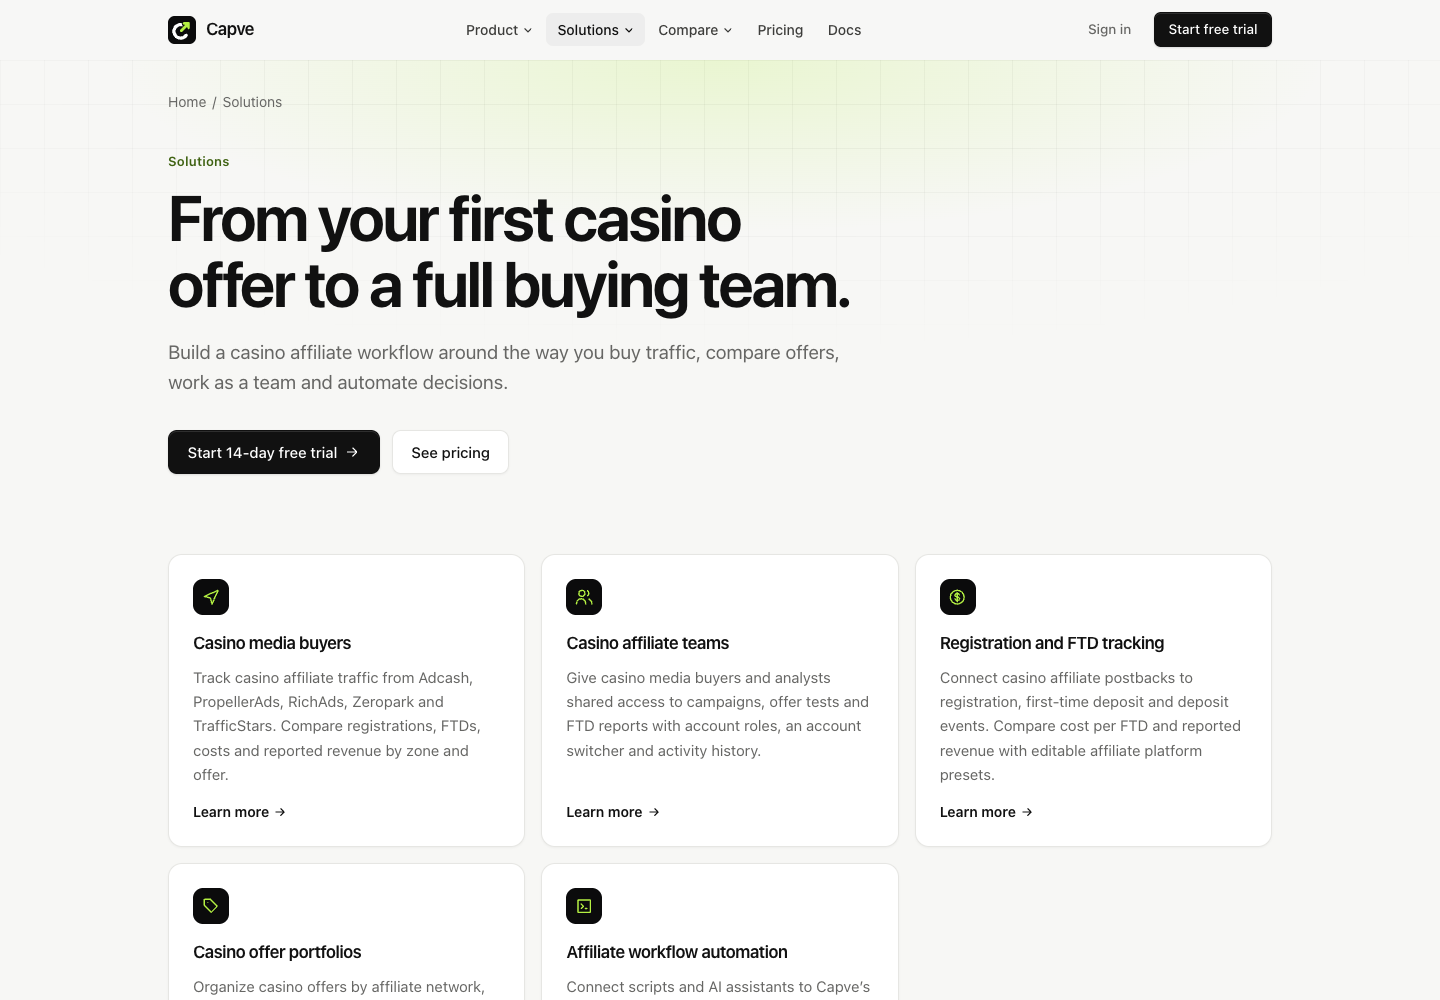 Capve
Product
Solutions
Compare
Pricing
Docs
Sign in
Start free trial
Home / Solutions
Solutions
From your first casino
offer to a full buying team.
Build a casino affiliate workflow around the way you buy traffic, compare offers,
work as a team and automate decisions.
Start 14-day free trial →
See pricing
Casino media buyers
Track casino affiliate traffic from Adcash,
PropellerAds, RichAds, Zeropark and
TrafficStars. Compare registrations, FTDs,
costs and reported revenue by zone and
offer.
Learn more →
Casino affiliate teams
Give casino media buyers and analysts
shared access to campaigns, offer tests and
FTD reports with account roles, an account
switcher and activity history.
Learn more →
Registration and FTD tracking
Connect casino affiliate postbacks to
registration, first-time deposit and deposit
events. Compare cost per FTD and reported
revenue with editable affiliate platform
presets.
Learn more →
Casino offer portfolios
Organize casino offers by affiliate network,
Affiliate workflow automation
Connect scripts and AI assistants to Capve’s